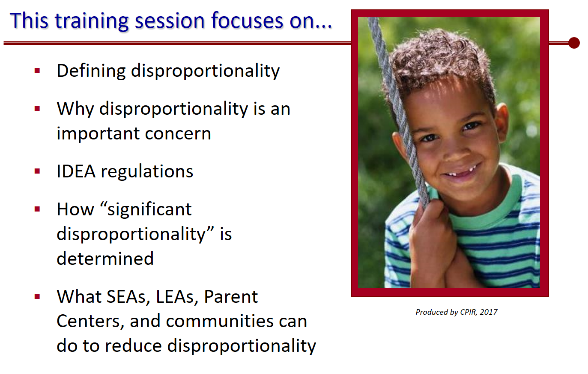 This training session focuses on...
Defining disproportionality
Why disproportionality is an
important concern
IDEA regulations
How “significant
disproportionality” is
determined
What SEAs, LEAs, Parent
Centers, and communities can
do to reduce disproportionality
Produced by CPIR, 2017